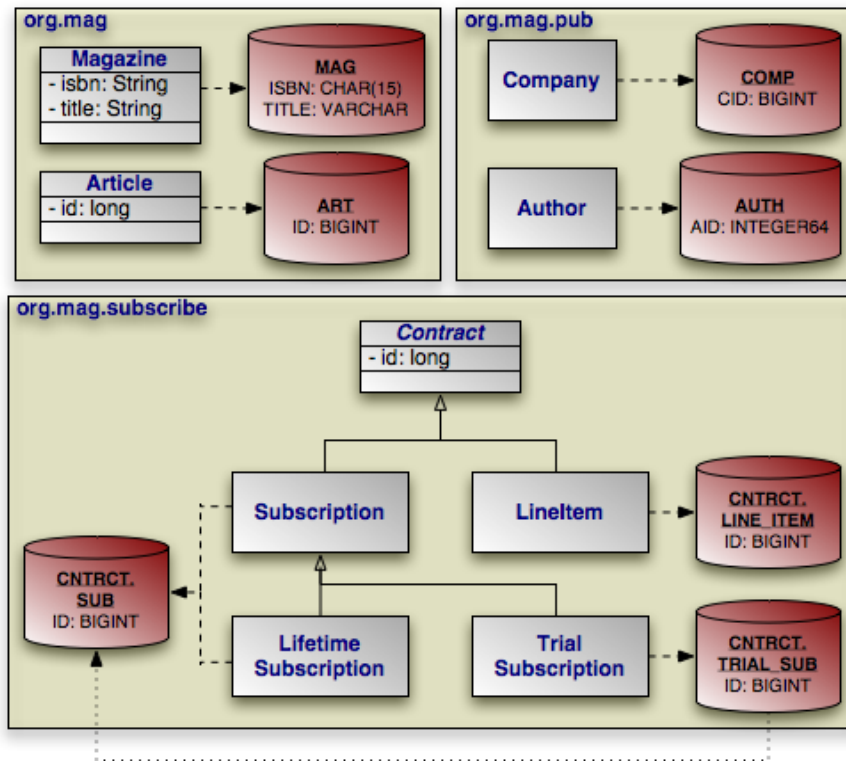 org.mag
Magazine
- isbn: String
- title: String
MAG
ISBN: CHAR(15)
TITLE: VARCHAR
Article
- id: long
ART
ID: BIGINT
org.mag.pub
Company
COMP
CID: BIGINT
Author
AUTH
AID: INTEGER64
org.mag.subscribe
Contract
- id: long
Subscription
LineItem
CNTRCT.
LINE_ITEM
ID: BIGINT
CNTRCT.
SUB
ID: BIGINT
Lifetime
Subscription
Trial
Subscription
CNTRCT.
TRIAL_SUB
ID: BIGINT